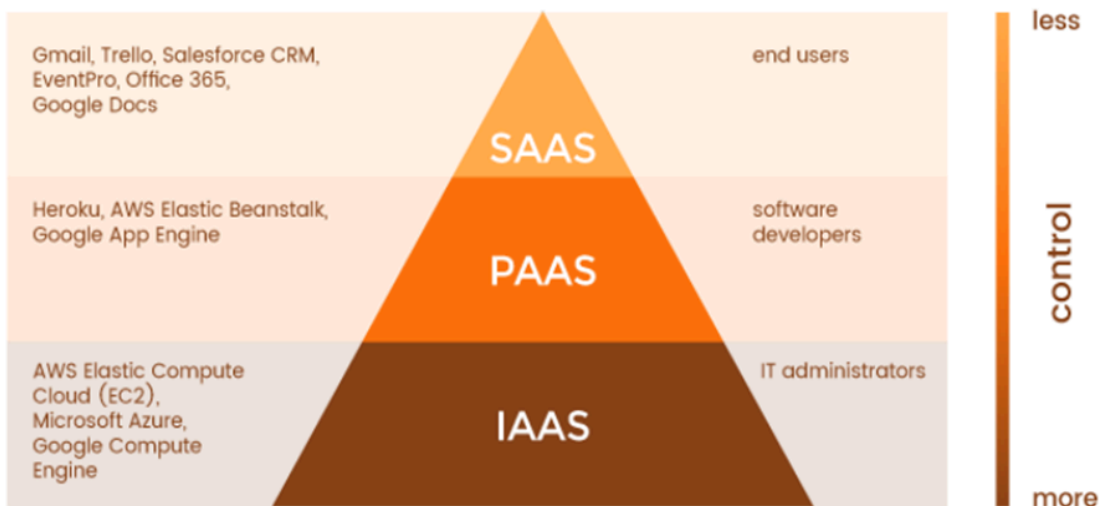 less
Gmail, Trello, Salesforce CRM,
EventPro, Office 365,
Google Docs
end users
SAAS
Heroku, AWS Elastic Beanstalk,
Google App Engine
software
developers
PAAS
control
AWS Elastic Compute
Cloud (EC2),
Microsoft Azure,
Google Compute
Engine
IT administrators
IAAS
more